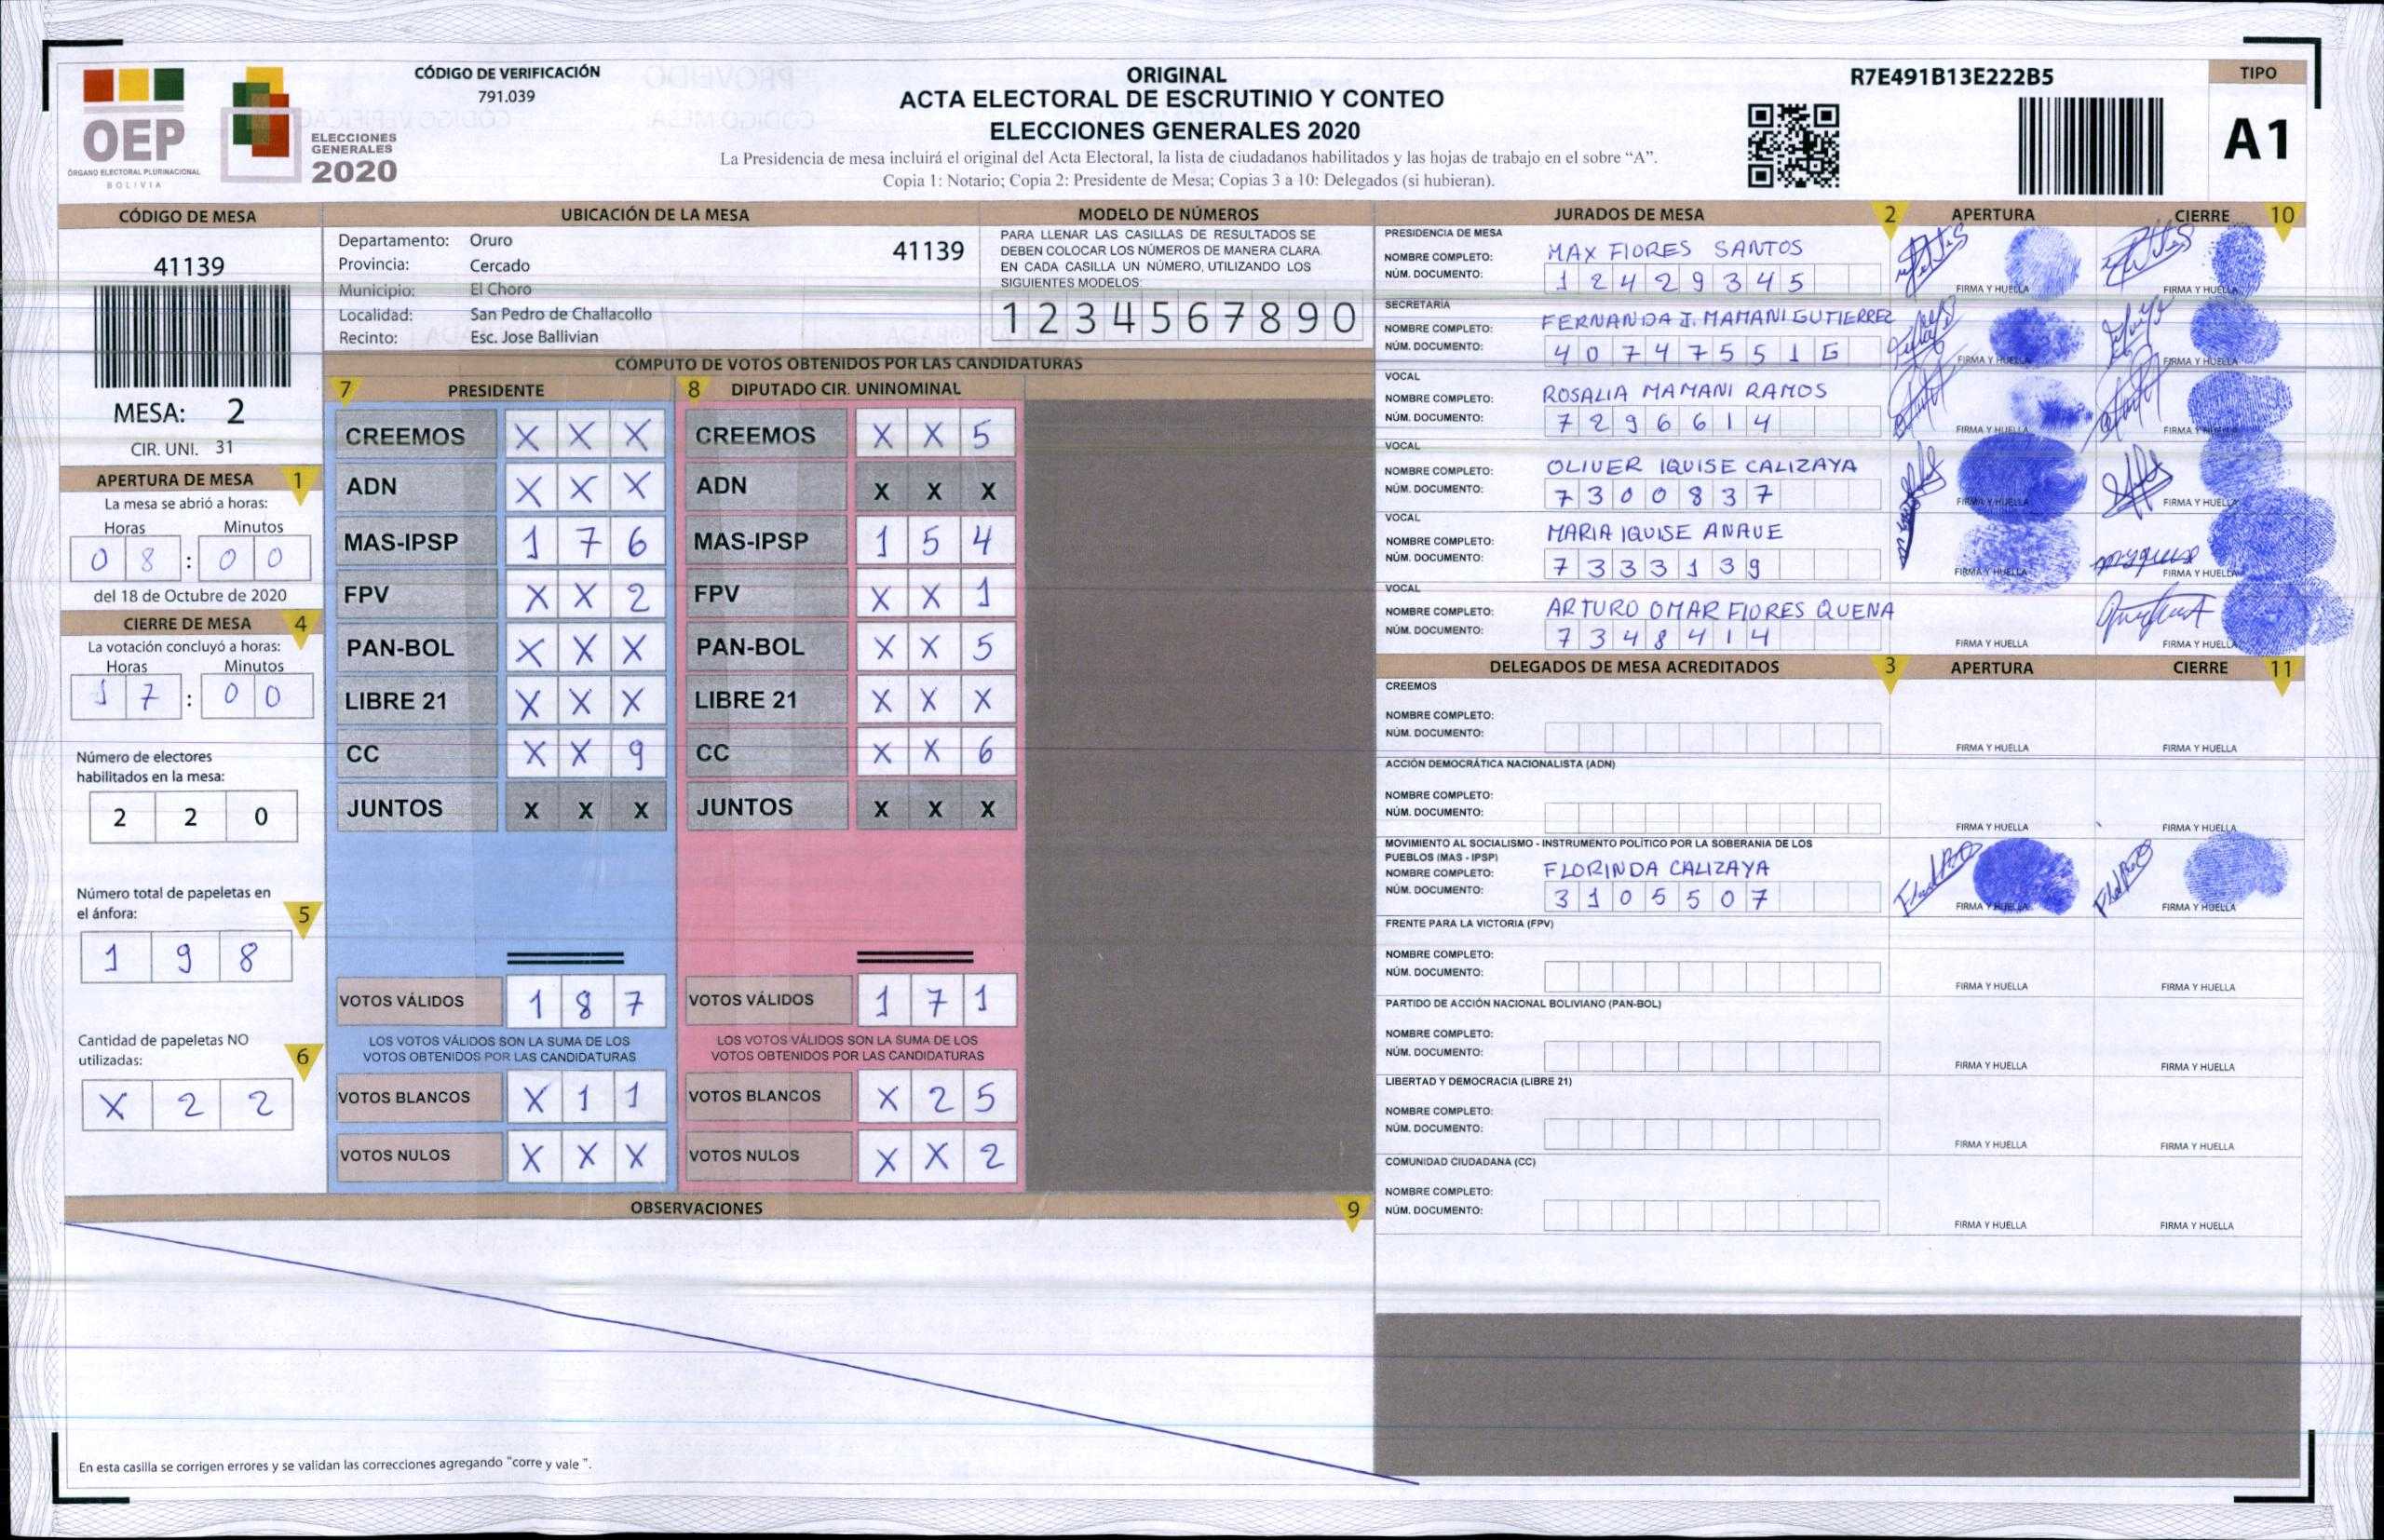 OEP
ÓRGANO ELECTORAL PLURINACIONAL
BOLIVIA
ELECCIONES
GENERALES
2020
CÓDIGO DE VERIFICACIÓN
791.039
ORIGINAL
ACTA ELECTORAL DE ESCRUTINIO Y CONTEO
ELECCIONES GENERALES 2020
La Presidencia de mesa incluirá el original del Acta Electoral, la lista de ciudadanos habilitados y las hojas de trabajo en el sobre “A”.
Copia 1: Notario; Copia 2: Presidente de Mesa; Copias 3 a 10: Delegados (si hubieran).
R7E491B13E222B5
TIPO
A1
CÓDIGO DE MESA
41139
MESA: 2
CIR. UNI. 31
APERTURA DE MESA 1
La mesa se abrió a horas:
Horas Minutos
0 8 : 0 0
del 18 de Octubre de 2020
CIERRE DE MESA 4
La votación concluyó a horas:
Horas Minutos
1 7 : 0 0
Número de electores
habilitados en la mesa:
2 2 0
Número total de papeletas en
el ánfora: 5
1 9 8
Cantidad de papeletas NO
utilizadas: 6
X 2 2
UBICACIÓN DE LA MESA
Departamento: Oruro 41139
Provincia: Cercado
Municipio: El Choro
Localidad: San Pedro de Challacollo
Recinto: Esc. Jose Ballivian
MODELO DE NÚMEROS
PARA LLENAR LAS CASILLAS DE RESULTADOS SE
DEBEN COLOCAR LOS NÚMEROS DE MANERA CLARA.
EN CADA CASILLA UN NÚMERO, UTILIZANDO LOS
SIGUIENTES MODELOS:
1 2 3 4 5 6 7 8 9 0
CÓMPUTO DE VOTOS OBTENIDOS POR LAS CANDIDATURAS
7 PRESIDENTE 8 DIPUTADO CIR. UNINOMINAL
CREEMOS X X X CREEMOS X X 5
ADN X X X ADN X X X
MAS-IPSP 1 7 6 MAS-IPSP 1 5 4
FPV X X 2 FPV X X 1
PAN-BOL X X X PAN-BOL X X 5
LIBRE 21 X X X LIBRE 21 X X X
CC X X 9 CC X X 6
JUNTOS X X X JUNTOS X X X
VOTOS VÁLIDOS 1 8 7 VOTOS VÁLIDOS 1 7 1
LOS VOTOS VÁLIDOS SON LA SUMA DE LOS LOS VOTOS VÁLIDOS SON LA SUMA DE LOS
VOTOS OBTENIDOS POR LAS CANDIDATURAS VOTOS OBTENIDOS POR LAS CANDIDATURAS
VOTOS BLANCOS X 1 1 VOTOS BLANCOS X 2 5
VOTOS NULOS X X X VOTOS NULOS X X 2
OBSERVACIONES 9
En esta casilla se corrigen errores y se validan las correcciones agregando "corre y vale ".
JURADOS DE MESA 2 APERTURA CIERRE 10
PRESIDENCIA DE MESA
NOMBRE COMPLETO: MAX FLORES SANTOS
NÚM. DOCUMENTO: 1 2 4 2 9 3 4 5
FIRMA Y HUELLA FIRMA Y HUELLA
SECRETARIA
NOMBRE COMPLETO: FERNANDA I. MAMANI GUTIERREZ
NÚM. DOCUMENTO: 4 0 7 4 7 5 5 1 G
FIRMA Y HUELLA FIRMA Y HUELLA
VOCAL
NOMBRE COMPLETO: ROSALIA MAMANI RAMOS
NÚM. DOCUMENTO: 7 2 9 6 6 1 4
FIRMA Y HUELLA FIRMA Y HUELLA
VOCAL
NOMBRE COMPLETO: OLIVER IQUISE CALIZAYA
NÚM. DOCUMENTO: 7 3 0 0 8 3 7
FIRMA Y HUELLA FIRMA Y HUELLA
VOCAL
NOMBRE COMPLETO: MARIA IQUISE ANAVE
NÚM. DOCUMENTO: 7 3 3 3 1 3 9
FIRMA Y HUELLA FIRMA Y HUELLA
VOCAL
NOMBRE COMPLETO: ARTURO OMAR FLORES QUENA
NÚM. DOCUMENTO: 7 3 4 8 4 1 4
FIRMA Y HUELLA FIRMA Y HUELLA
DELEGADOS DE MESA ACREDITADOS 3 APERTURA CIERRE 11
CREEMOS
NOMBRE COMPLETO:
NÚM. DOCUMENTO:
FIRMA Y HUELLA FIRMA Y HUELLA
ACCIÓN DEMOCRÁTICA NACIONALISTA (ADN)
NOMBRE COMPLETO:
NÚM. DOCUMENTO:
FIRMA Y HUELLA FIRMA Y HUELLA
MOVIMIENTO AL SOCIALISMO - INSTRUMENTO POLÍTICO POR LA SOBERANIA DE LOS
PUEBLOS (MAS - IPSP)
NOMBRE COMPLETO: FLORINDA CALIZAYA
NÚM. DOCUMENTO: 3 1 0 5 5 0 7
FIRMA Y HUELLA FIRMA Y HUELLA
FRENTE PARA LA VICTORIA (FPV)
NOMBRE COMPLETO:
NÚM. DOCUMENTO:
FIRMA Y HUELLA FIRMA Y HUELLA
PARTIDO DE ACCIÓN NACIONAL BOLIVIANO (PAN-BOL)
NOMBRE COMPLETO:
NÚM. DOCUMENTO:
FIRMA Y HUELLA FIRMA Y HUELLA
LIBERTAD Y DEMOCRACIA (LIBRE 21)
NOMBRE COMPLETO:
NÚM. DOCUMENTO:
FIRMA Y HUELLA FIRMA Y HUELLA
COMUNIDAD CIUDADANA (CC)
NOMBRE COMPLETO:
NÚM. DOCUMENTO:
FIRMA Y HUELLA FIRMA Y HUELLA